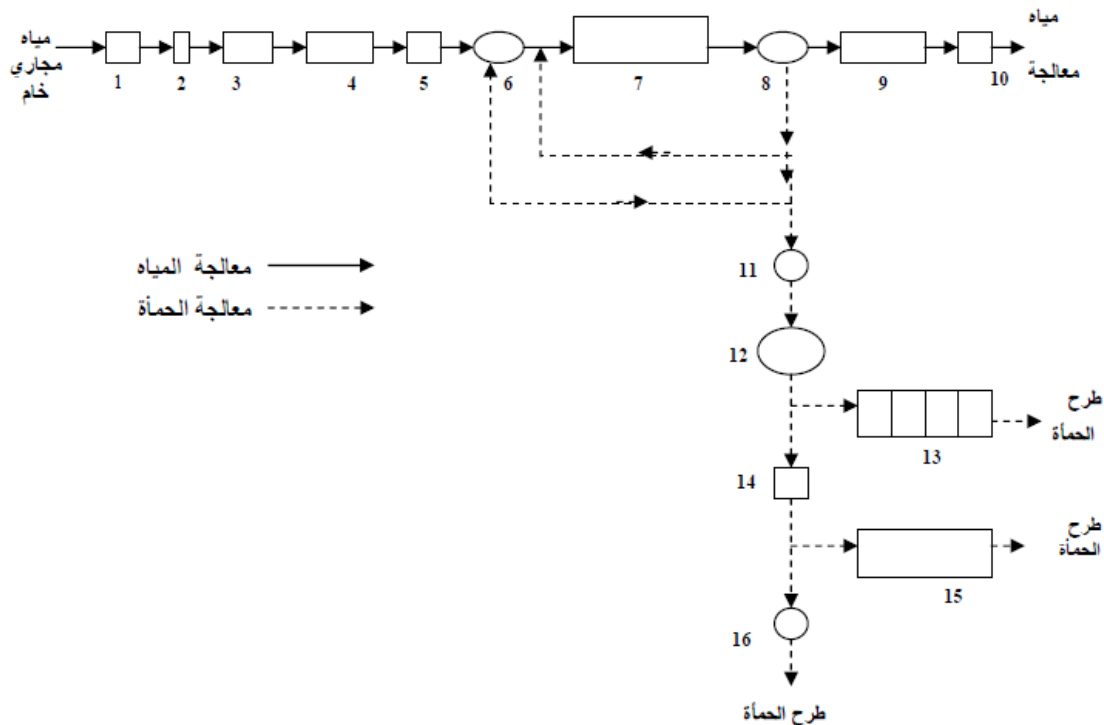 مياه
مجاري
خام
1
2
3
4
5
6
7
8
9
10
مياه
معالجة
معالجة المياه
معالجة الحمأة
11
12
13
طرح
الحمأة
14
15
طرح
الحمأة
16
طرح الحمأة